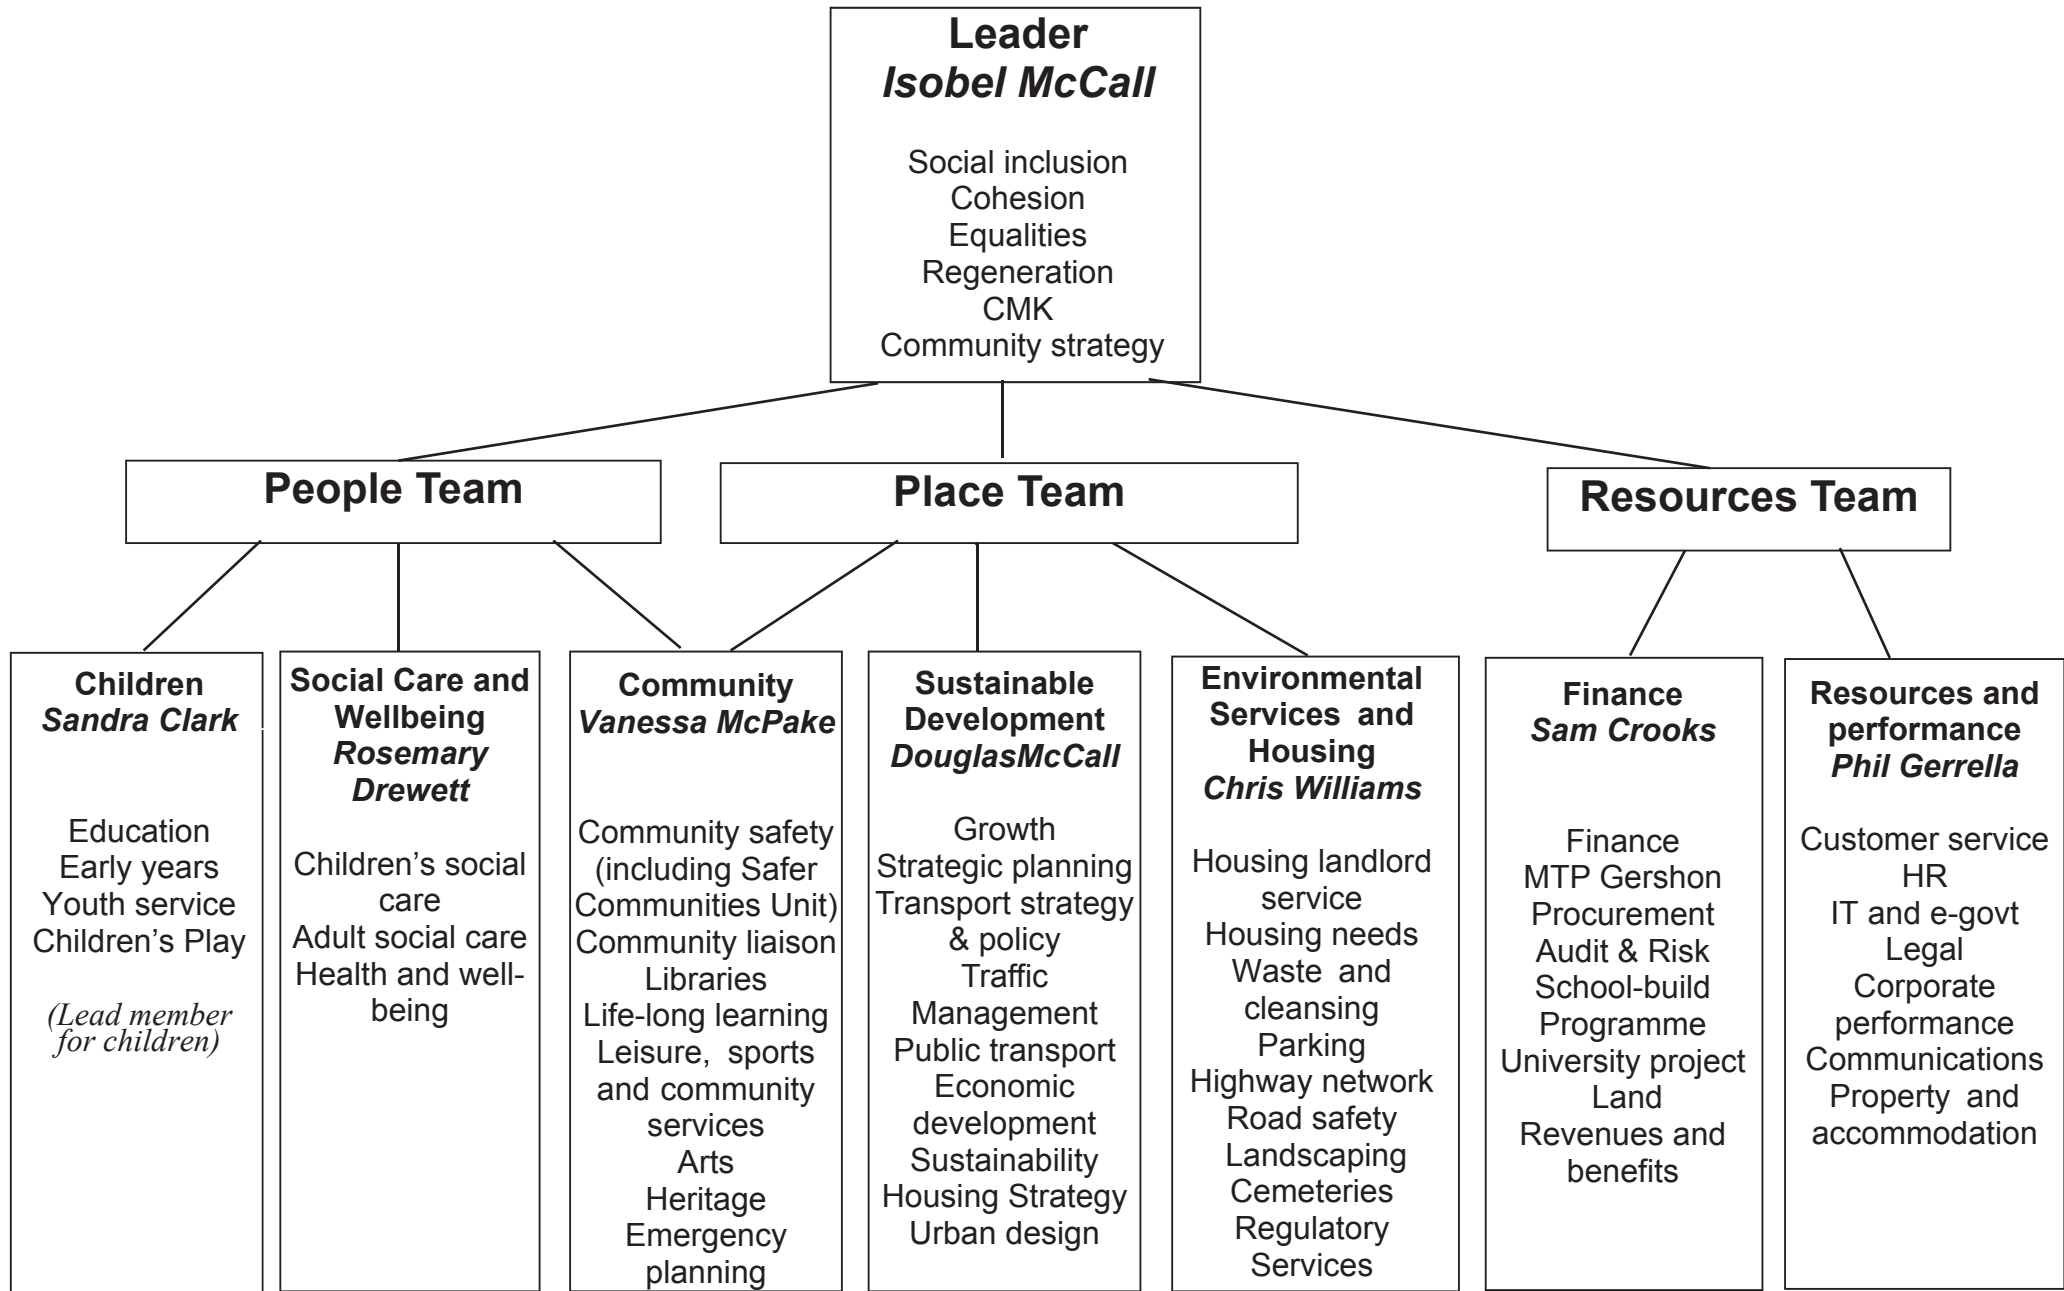 Leader
Isobel McCall
Social inclusion
Cohesion
Equalities
Regeneration
CMK
Community strategy
People Team
Place Team
Resources Team
Children
Sandra Clark
Education
Early years
Youth service
Children’s Play
(Lead member
for children)
Social Care and
Wellbeing
Rosemary
Drewett
Children’s social
care
Adult social care
Health and well-
being
Community
Vanessa McPake
Community safety
(including Safer
Communities Unit)
Community liaison
Libraries
Life-long learning
Leisure, sports
and community
services
Arts
Heritage
Emergency
planning
Sustainable
Development
DouglasMcCall
Growth
Strategic planning
Transport strategy
& policy
Traffic
Management
Public transport
Economic
development
Sustainability
Housing Strategy
Urban design
Environmental
Services and
Housing
Chris Williams
Housing landlord
service
Housing needs
Waste and
cleansing
Parking
Highway network
Road safety
Landscaping
Cemeteries
Regulatory
Services
Finance
Sam Crooks
Finance
MTP Gershon
Procurement
Audit & Risk
School-build
Programme
University project
Land
Revenues and
benefits
Resources and
performance
Phil Gerrella
Customer service
HR
IT and e-govt
Legal
Corporate
performance
Communications
Property and
accommodation